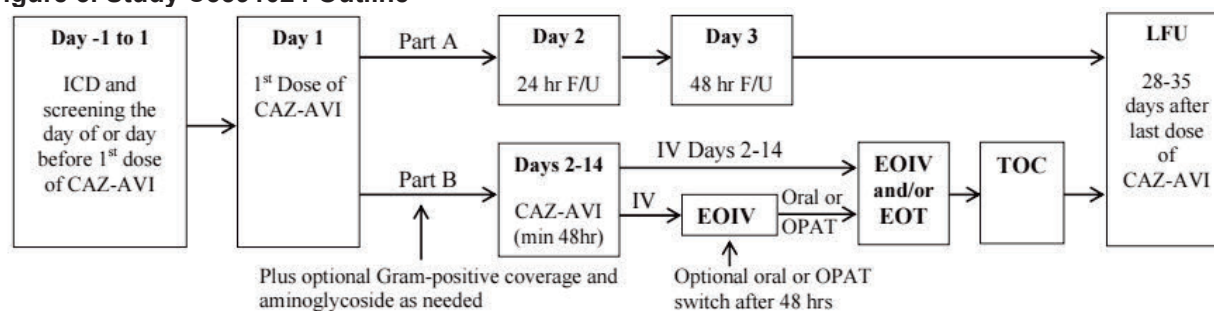 Figure Study C3591024 Outline
Day -1 to 1
ICD and
screening the
day of or day
before 1st dose
of CAZ-AVI
Day 1
1st Dose of
CAZ-AVI
Part A
Day 2
24 hr F/U
Day 3
48 hr F/U
Part B
Plus optional Gram-positive coverage and
aminoglycoside as needed
Days 2-14
CAZ-AVI
(min 48hr)
IV Days 2-14
IV
EOIV
Oral or
OPAT
Optional oral or OPAT
switch after 48 hrs
EOIV
and/or
EOT
TOC
LFU
28-35
days after
last dose
of
CAZ-AVI